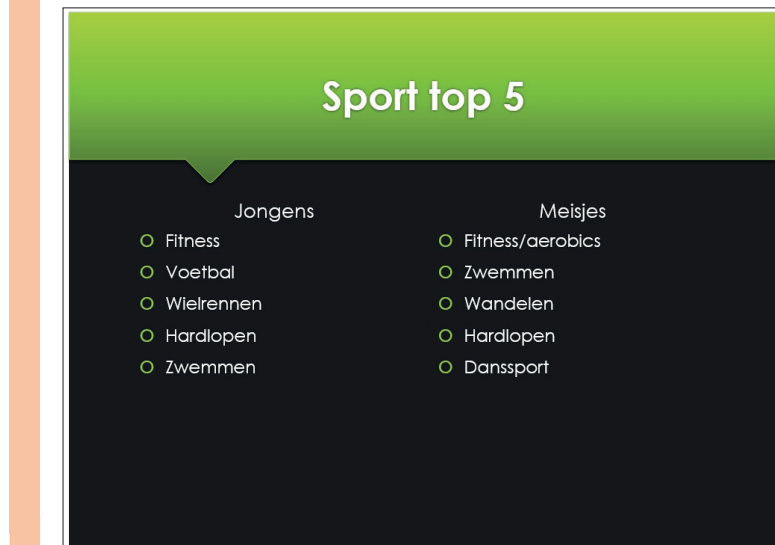 Sport top 5
Jongens
Fitness
Voetbal
Wielrennen
Hardlopen
Zwemmen
Meisjes
Fitness/aerobics
Zwemmen
Wandelen
Hardlopen
Danssport